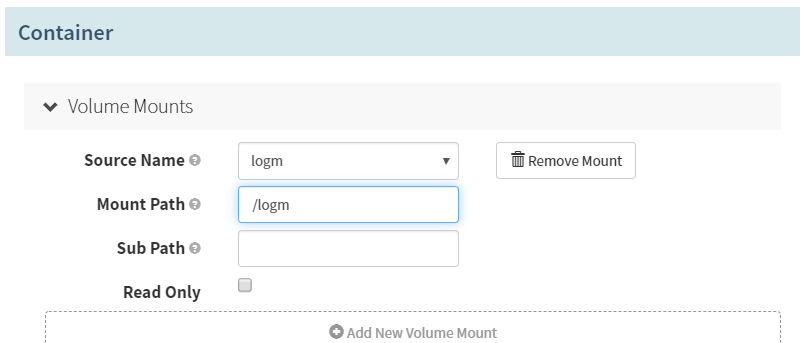 Container
Volume Mounts
Source Name
logm
Remove Mount
Mount Path
/logm
Sub Path
Read Only
Add New Volume Mount